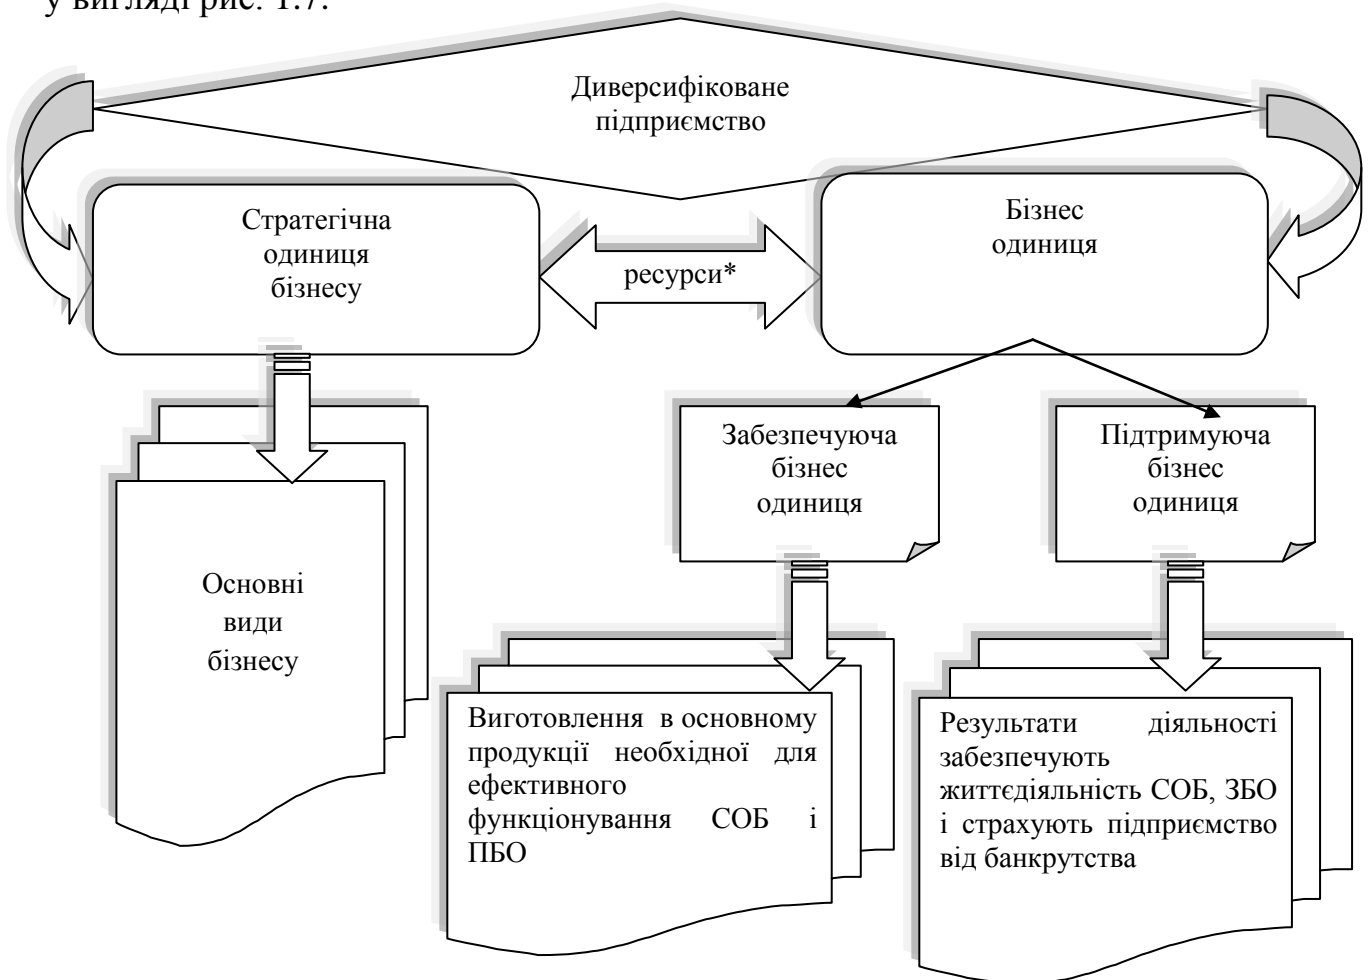 у вигляді рис. 1.7.
Диверсифіковане
підприємство
Стратегічна
одиниця
бізнесу
ресурси*
Бізнес
одиниця
Забезпечуюча
бізнес
одиниця
Підтримуюча
бізнес
одиниця
Основні
види
бізнесу
Виготовлення в основному
продукції необхідної для
ефективного
функціонування СОБ і
ПБО
Результати діяльності
забезпечують
життєдіяльність СОБ, ЗБО
і страхують підприємство
від банкрутства